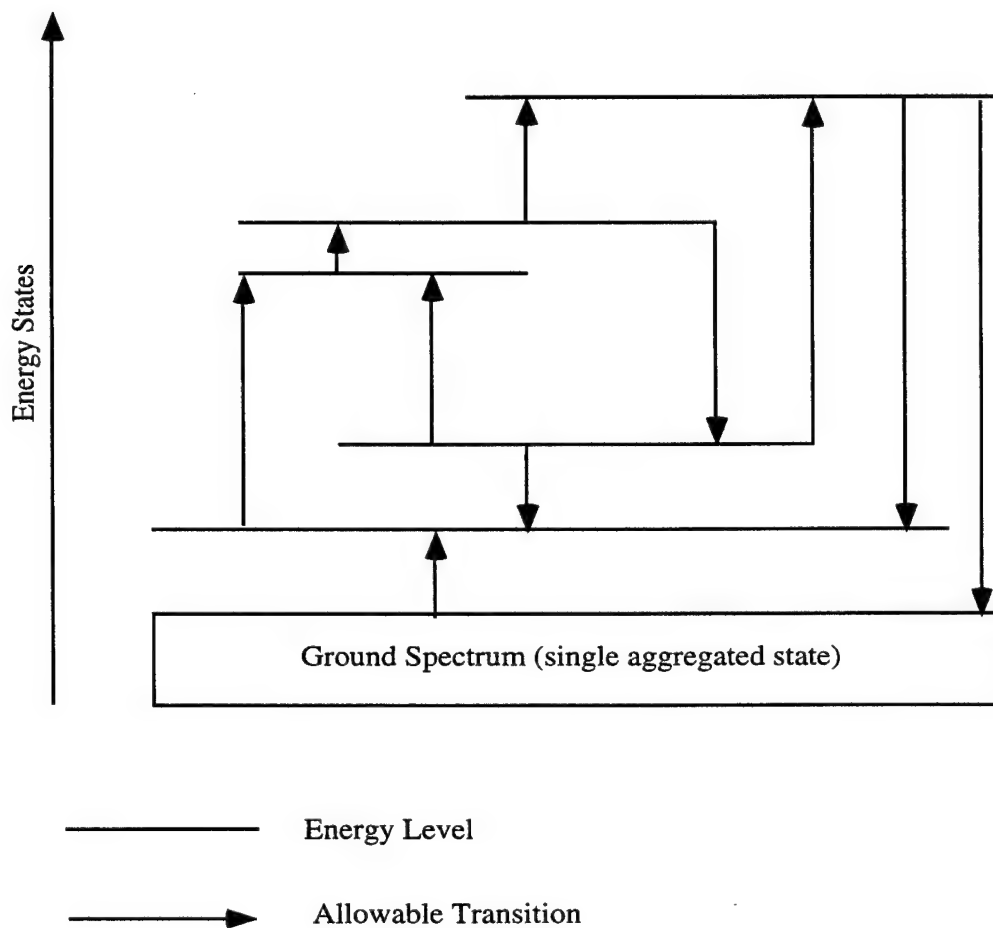 Energy States
Ground Spectrum (single aggregated state)
Energy Level
Allowable Transition